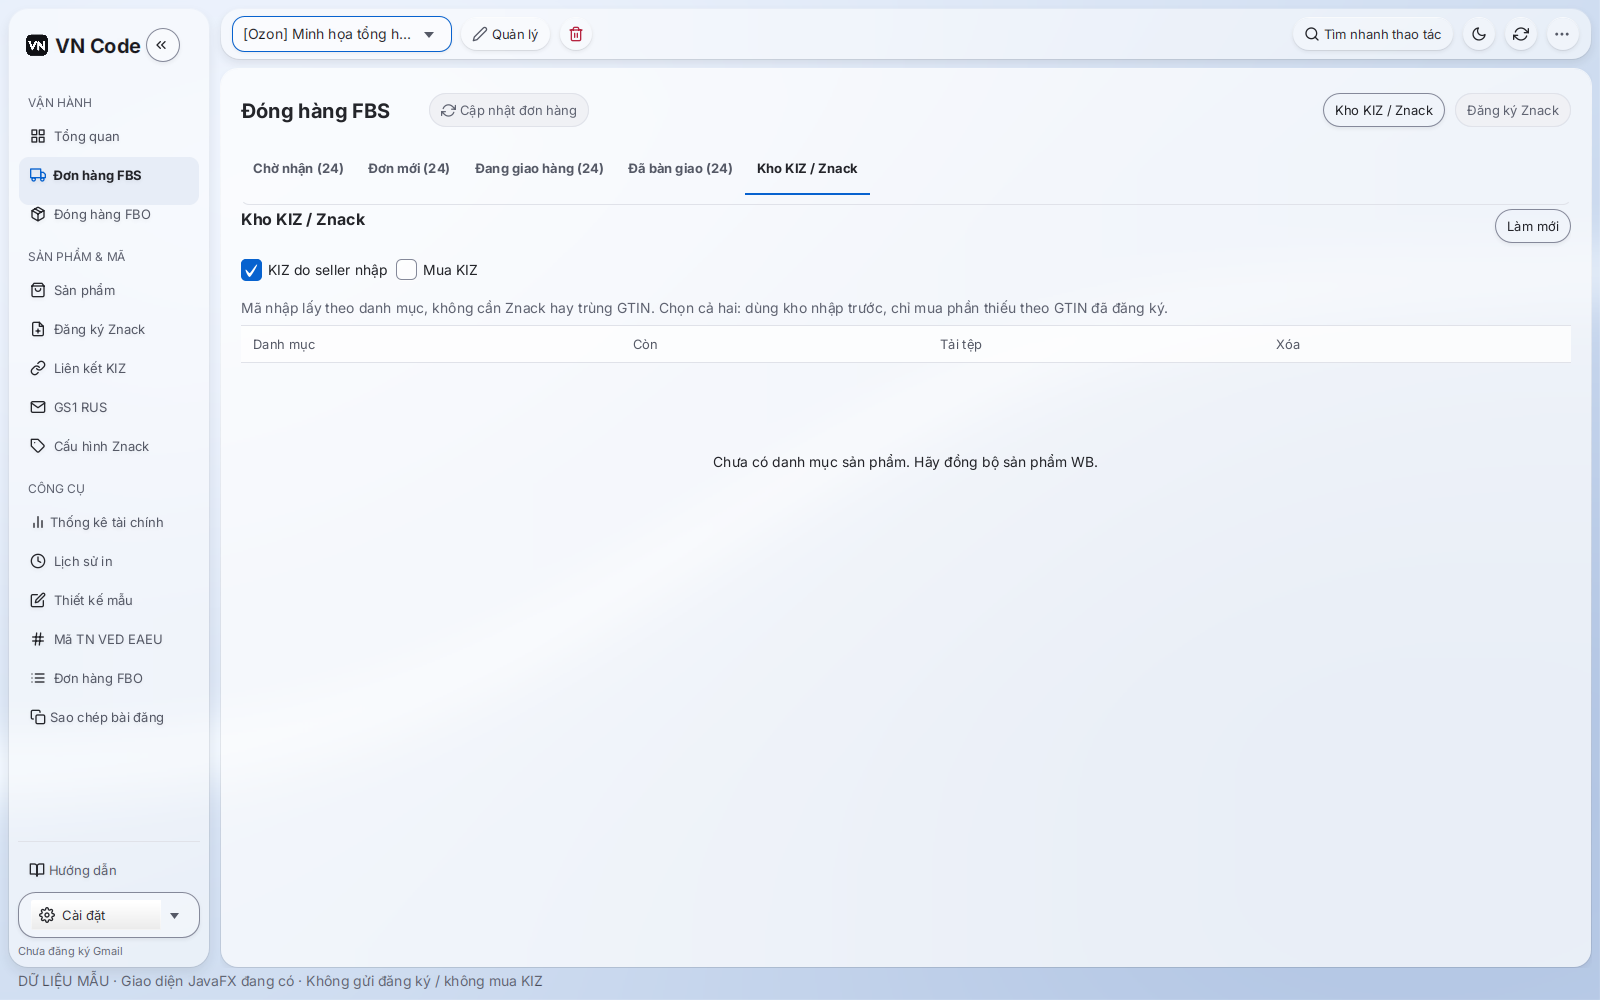 VN VN Code
VẬN HÀNH
Tổng quan
Đơn hàng FBS
Đóng hàng FBO
SẢN PHẨM & MÃ
Sản phẩm
Đăng ký Znack
Liên kết KIZ
GS1 RUS
Cấu hình Znack
CÔNG CỤ
Thống kê tài chính
Lịch sử in
Thiết kế mẫu
Mã TN VED EAEU
Đơn hàng FBO
Sao chép bài đăng
Hướng dẫn
Cài đặt
Chưa đăng ký Gmail
[Ozon] Minh họa tổng h...
Quản lý
Tìm nhanh thao tác
Đóng hàng FBS
Cập nhật đơn hàng
Kho KIZ / Znack
Đăng ký Znack
Chờ nhận (24)
Đơn mới (24)
Đang giao hàng (24)
Đã bàn giao (24)
Kho KIZ / Znack
Kho KIZ / Znack
Làm mới
KIZ do seller nhập
Mua KIZ
Mã nhập lấy theo danh mục, không cần Znack hay trùng GTIN. Chọn cả hai: dùng kho nhập trước, chỉ mua phần thiếu theo GTIN đã đăng ký.
Danh mục
Còn
Tải tệp
Xóa
Chưa có danh mục sản phẩm. Hãy đồng bộ sản phẩm WB.
DỮ LIỆU MẪU · Giao diện JavaFX đang có · Không gửi đăng ký / không mua KIZ